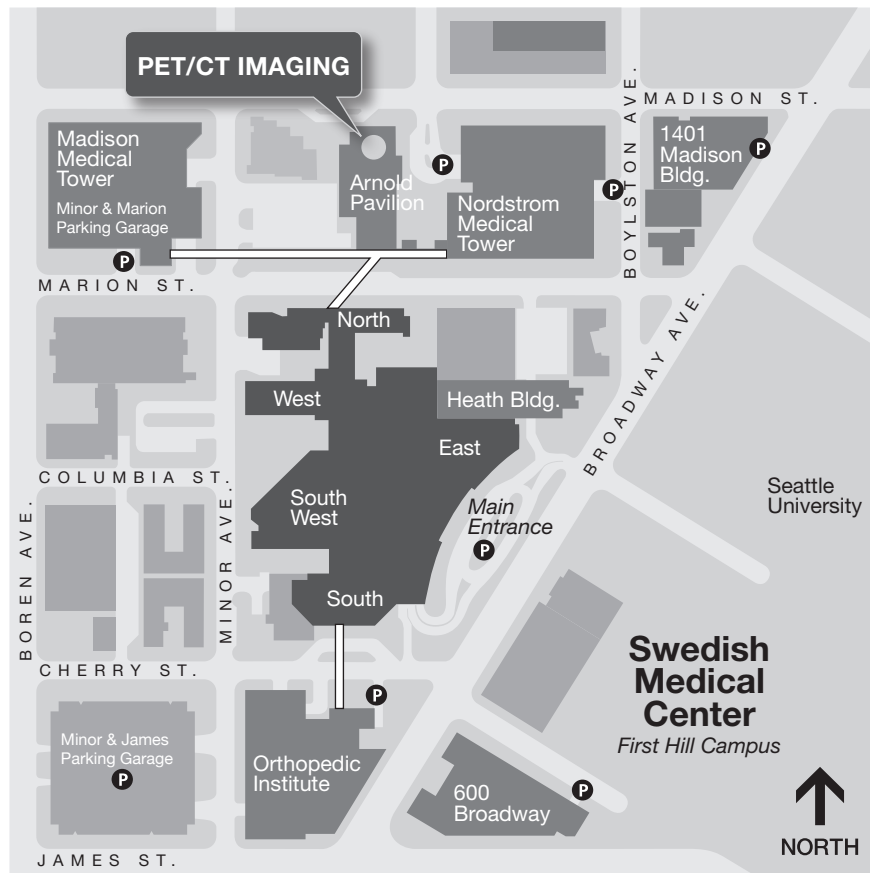 PET/CT IMAGING
MADISON ST.
BOYLSTON AVE.
Madison
Medical
Tower
Minor & Marion
Parking Garage
P
Arnold
Pavilion
P
Nordstrom
Medical
Tower
P
1401
Madison
Bldg.
P
MARION ST.
BROADWAY AVE.
North
West
Heath Bldg.
East
COLUMBIA ST.
South
West
Main
Entrance
P
Seattle
University
BOREN AVE.
MINOR AVE.
South
CHERRY ST.
Swedish
Medical
Center
First Hill Campus
Minor & James
Parking Garage
P
P
Orthopedic
Institute
600
Broadway
P
NORTH
JAMES ST.